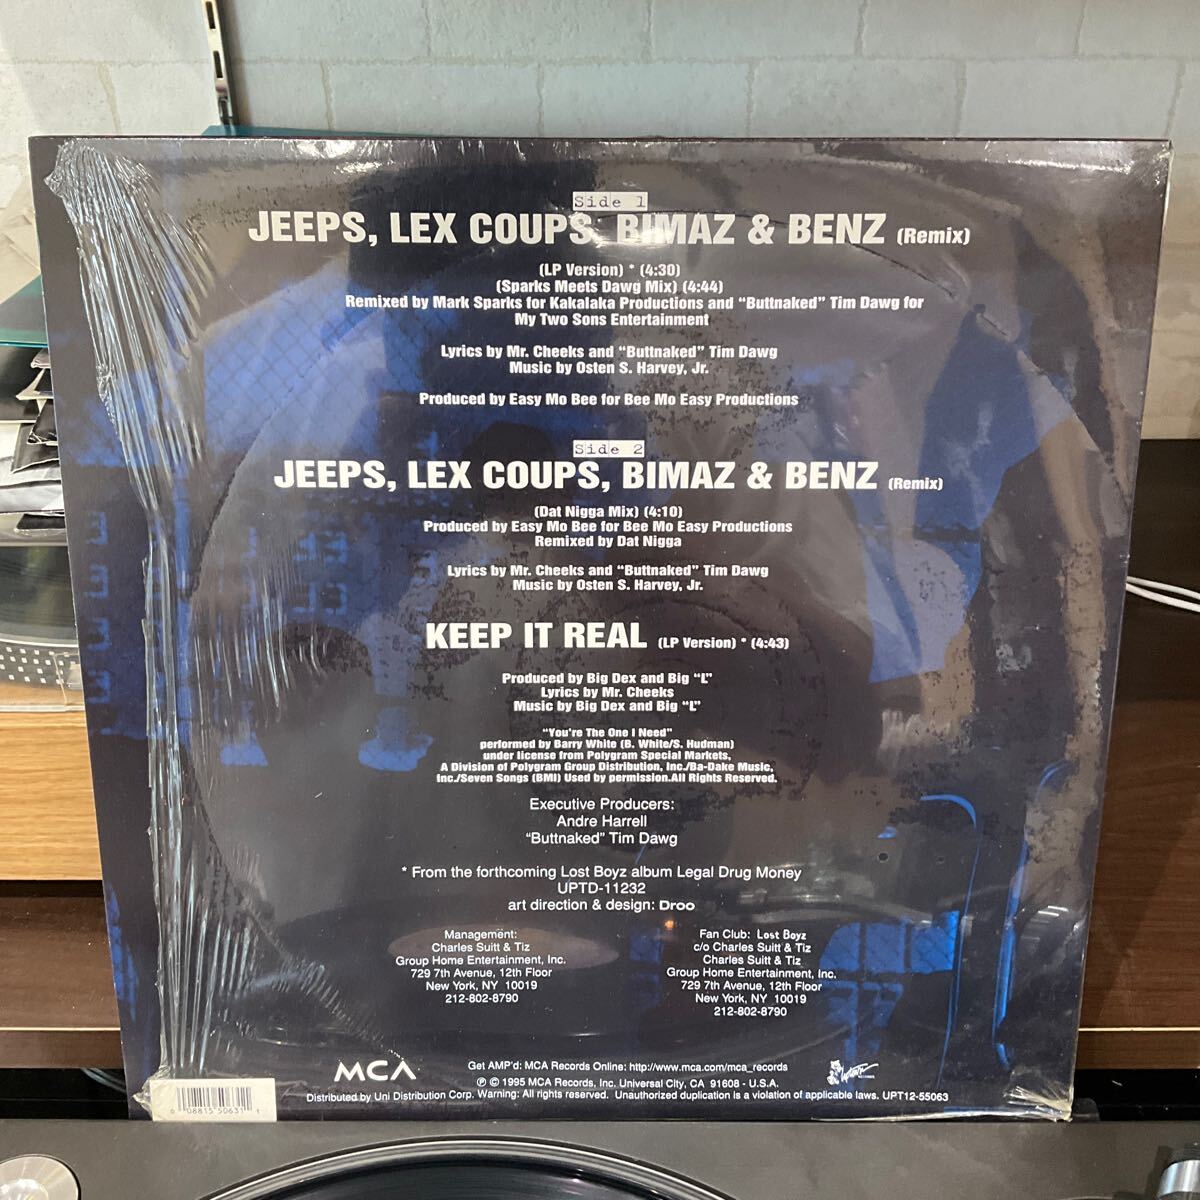 Side 1
JEEPS, LEX COUPS, BIMAZ & BENZ (Remix)
(LP Version) * (4:30)
(Sparks Meets Dawg Mix) (4:44)
Remixed by Mark Sparks for Kakalaka Productions and “Buttnaked” Tim Dawg for
My Two Sons Entertainment
Lyrics by Mr. Cheeks and “Buttnaked” Tim Dawg
Music by Osten S. Harvey, Jr.
Produced by Easy Mo Bee for Bee Mo Easy Productions
Side 2
JEEPS, LEX COUPS, BIMAZ & BENZ (Remix)
(Dat Nigga Mix) (4:10)
Produced by Easy Mo Bee for Bee Mo Easy Productions
Remixed by Dat Nigga
Lyrics by Mr. Cheeks and “Buttnaked” Tim Dawg
Music by Osten S. Harvey, Jr.
KEEP IT REAL (LP Version) * (4:43)
Produced by Big Dex and Big “L”
Lyrics by Mr. Cheeks
Music by Big Dex and Big “L”
“You're The One I Need”
performed by Barry White (B. White/S. Hudman)
under license from Polygram Special Markets,
A Division of Polygram Group Distribution, Inc./Ba-Dake Music,
Inc./Seven Songs (BMI) Used by permission.All Rights Reserved.
Executive Producers:
Andre Harrell
“Buttnaked” Tim Dawg
* From the forthcoming Lost Boyz album Legal Drug Money
UPTD-11232
art direction & design: Droo
Management:
Charles Suitt & Tiz
Group Home Entertainment, Inc.
729 7th Avenue, 12th Floor
New York, NY 10019
212-802-8790
Fan Club: Lost Boyz
c/o Charles Suitt & Tiz
Charles Suitt & Tiz
Group Home Entertainment, Inc.
729 7th Avenue, 12th Floor
New York, NY 10019
212-802-8790
MCA
Get AMP'd: MCA Records Online: http://www.mca.com/mca_records
℗ © 1995 MCA Records, Inc. Universal City, CA 91608 - U.S.A.
Distributed by Uni Distribution Corp. Warning: All rights reserved. Unauthorized duplication is a violation of applicable laws. UPT12-55063
Uptown
RECORDS
0 08815 50631 1